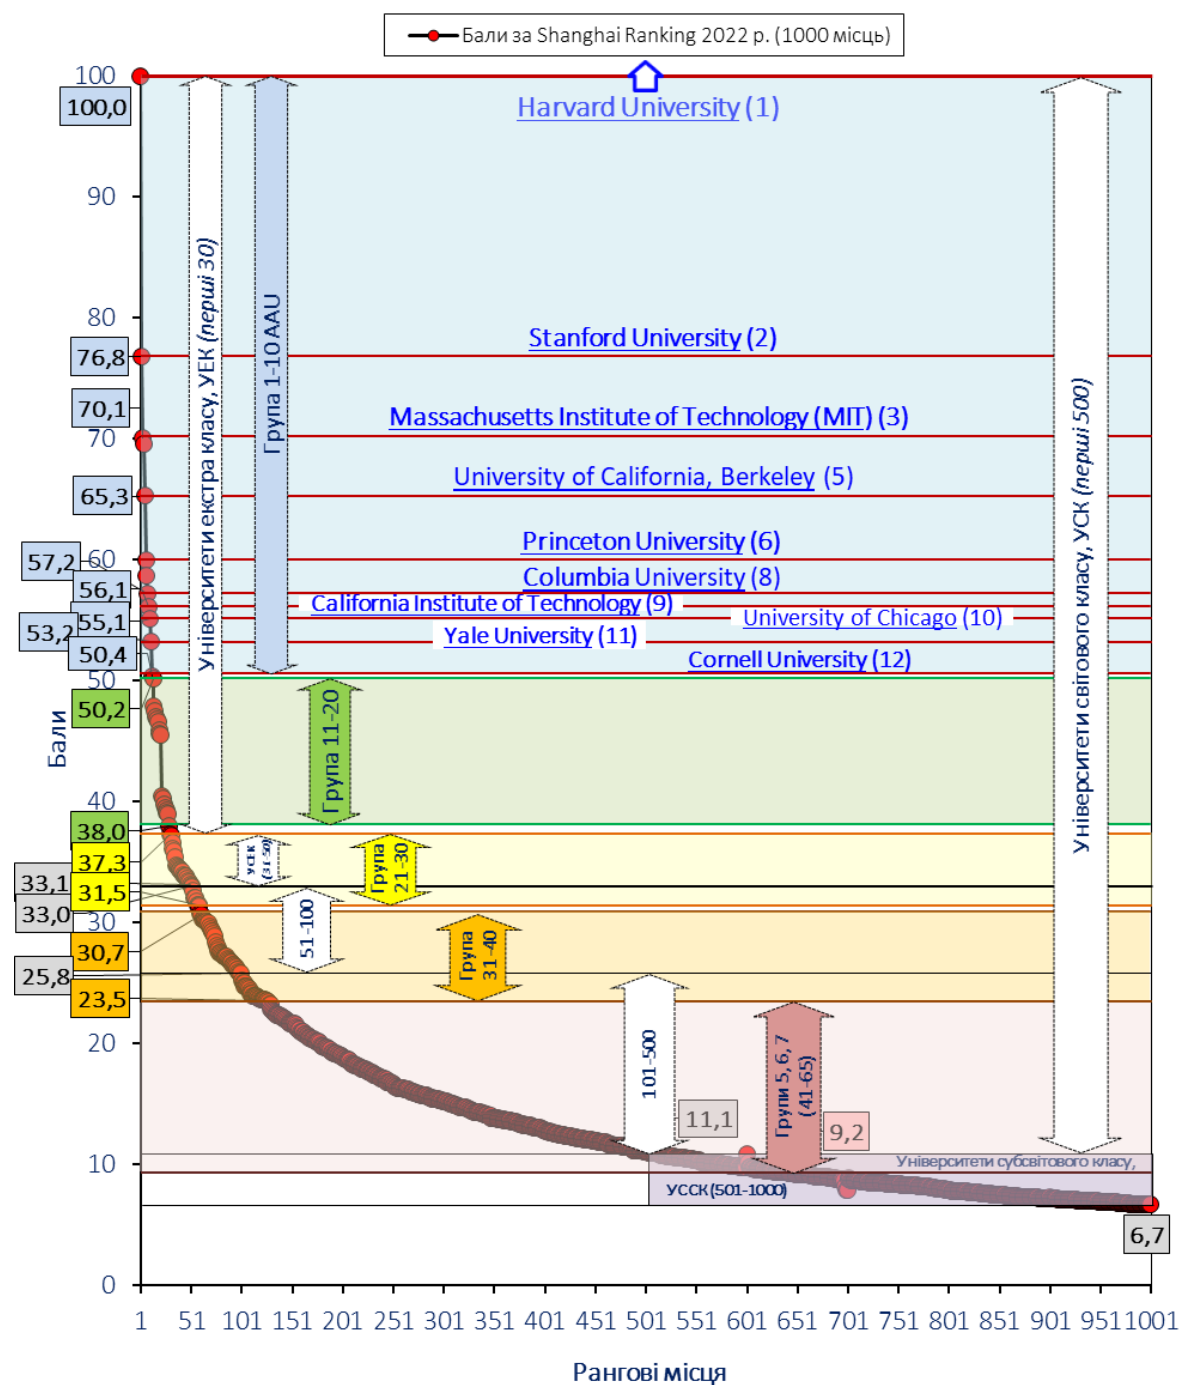 Бали за Shanghai Ranking 2022 р. (1000 місць)
100
100,0
Harvard University (1)
90
80
Stanford University (2)
76,8
70,1
Massachusetts Institute of Technology (MIT) (3)
70
University of California, Berkeley (5)
65,3
Princeton University (6)
60
57,2
Columbia University (8)
56,1
California Institute of Technology (9)
55,1
University of Chicago (10)
53,2
Yale University (11)
50,4
Cornell University (12)
50
50,2
Університети екстра класу, УЕК (перші 30)
Група 1-10 AAU
Університети світового класу, УСК (перші 500)
Бали
Група 11-20
40
38,0
37,3
УСЕК
(31-50)
Група
21-30
33,1
31,5
33,0
30
51-100
30,7
Група
31-40
25,8
23,5
20
101-500
Групи 5, 6, 7
(41-65)
11,1
9,2
10
Університети субсвітового класу,
УССК (501-1000)
6,7
0
1 51 101 151 201 251 301 351 401 451 501 551 601 651 701 751 801 851 901 951 1001
Рангові місця